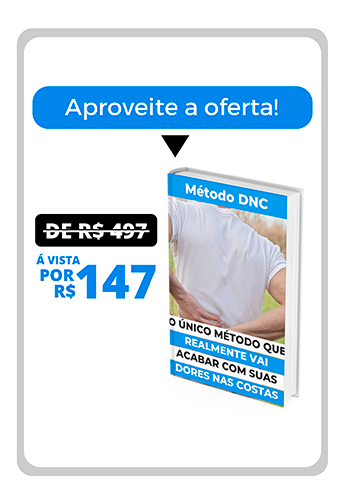 Aproveite a oferta!
Método DNC
DE R$ 497
Á VISTA
POR
R$ 147
O ÚNICO MÉTODO QUE
REALMENTE VAI
ACABAR COM SUAS
DORES NAS COSTAS